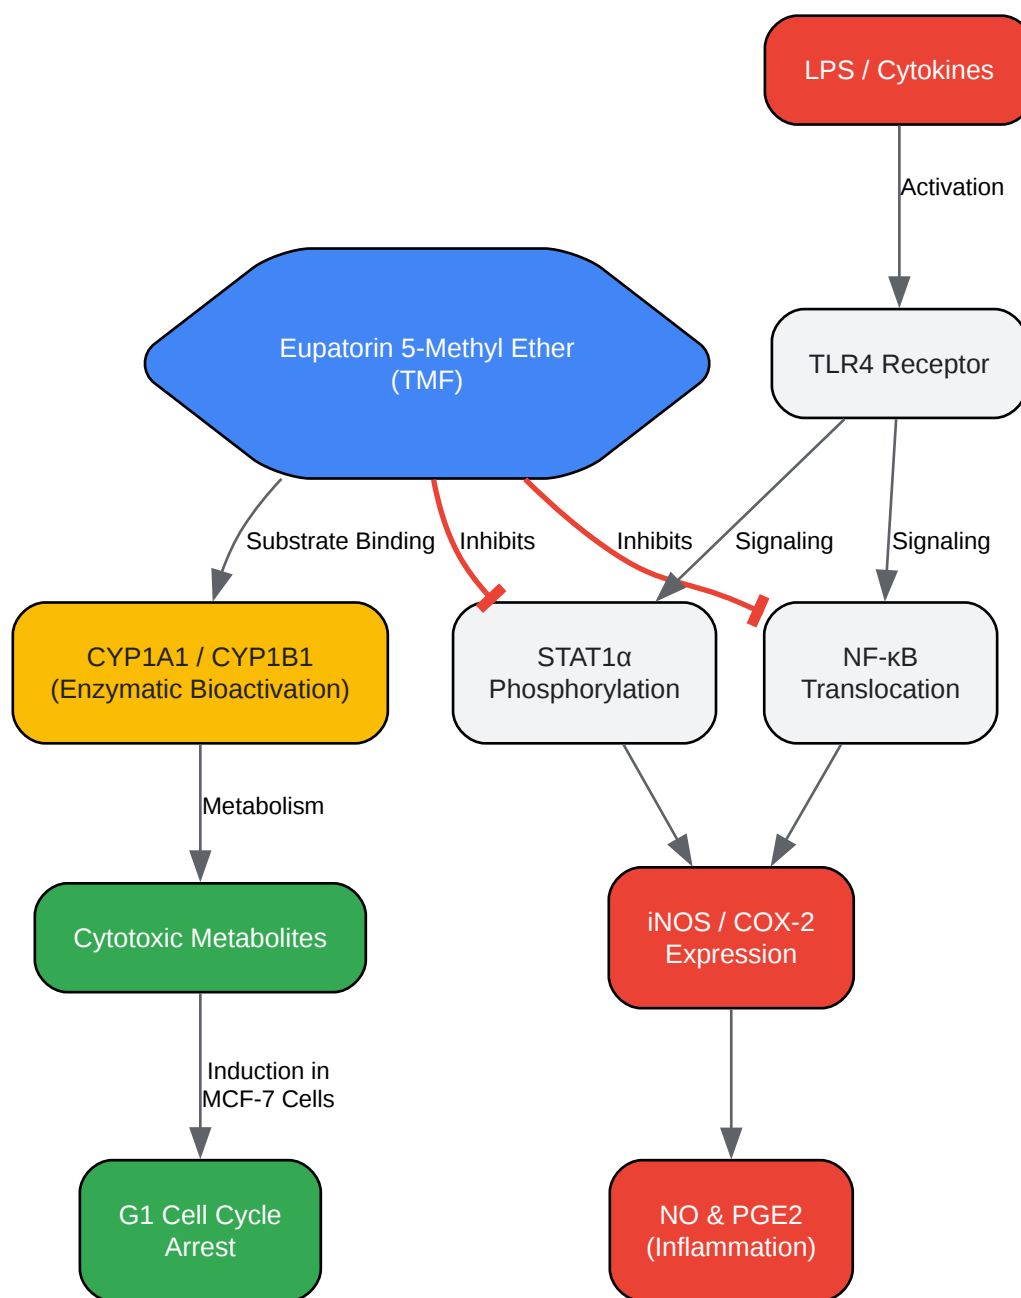 LPS / Cytokines
Activation
Eupatorin 5-Methyl Ether
(TMF)
TLR4 Receptor
Substrate Binding
Inhibits
Inhibits
Signaling
Signaling
CYP1A1 / CYP1B1
(Enzymatic Bioactivation)
STAT1α
Phosphorylation
NF-κB
Translocation
Metabolism
Cytotoxic Metabolites
iNOS / COX-2
Expression
Induction in
MCF-7 Cells
G1 Cell Cycle
Arrest
NO & PGE2
(Inflammation)